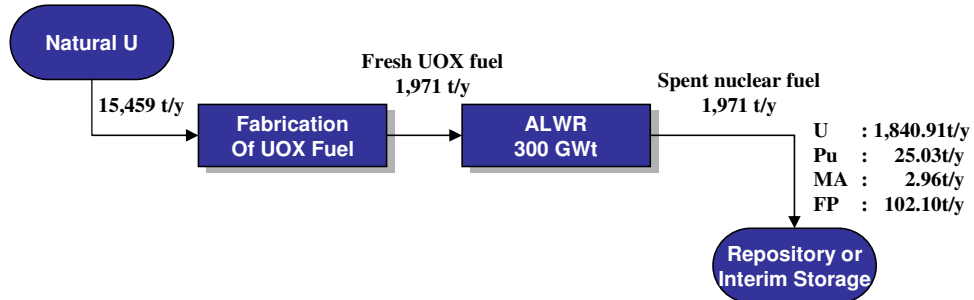 Natural U
15,459 t/y
Fabrication
Of UOX Fuel
Fresh UOX fuel
1,971 t/y
ALWR
300 GWt
Spent nuclear fuel
1,971 t/y
U : 1,840.91t/y
Pu : 25.03t/y
MA : 2.96t/y
FP : 102.10t/y
Repository or
Interim Storage